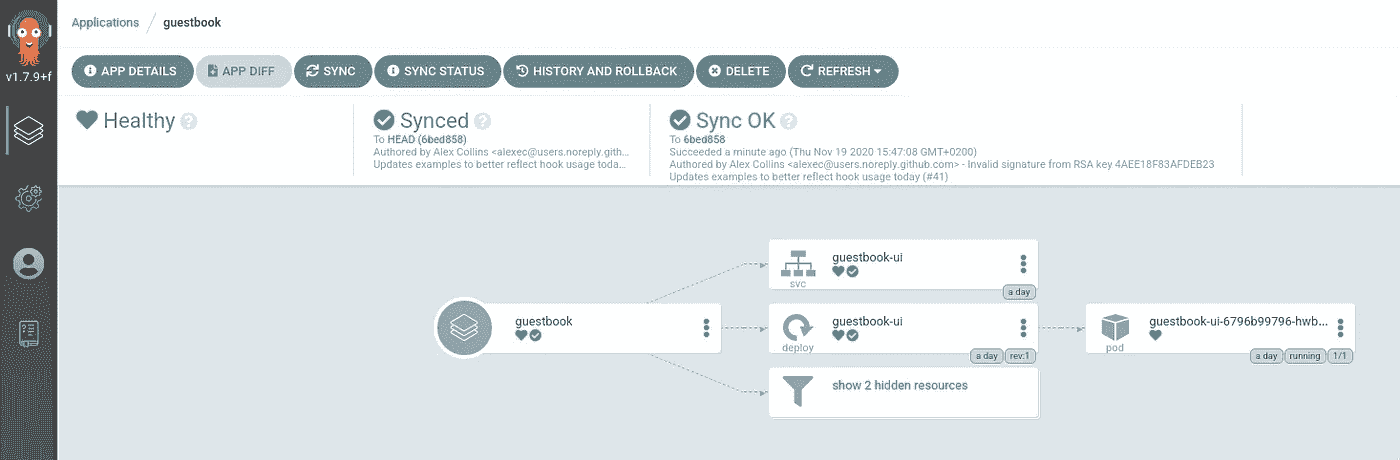 Applications / guestbook
v1.7.9+f
APP DETAILS
APP DIFF
SYNC
SYNC STATUS
HISTORY AND ROLLBACK
DELETE
REFRESH
Healthy ?
Synced ?
To HEAD (6bed858)
Authored by Alex Collins <alexec@users.noreply.gith...
Updates examples to better reflect hook usage toda...
Sync OK ?
To 6bed858
Succeeded a minute ago (Thu Nov 19 2020 15:47:08 GMT+0200)
Authored by Alex Collins <alexec@users.noreply.github.com> - Invalid signature from RSA key 4AEE18F83AFDEB23
Updates examples to better reflect hook usage today (#41)
guestbook
svc
guestbook-ui
a day
deploy
guestbook-ui
a day
rev:1
show 2 hidden resources
pod
guestbook-ui-6796b99796-hwb...
a day
running
1/1